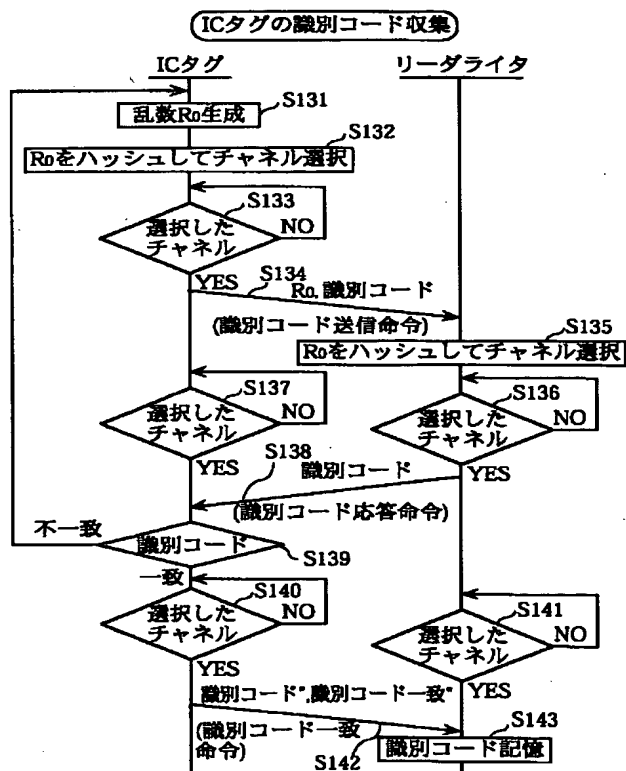 ICタグの識別コード収集
ICタグ
リーダライタ
乱数Rn生成
S131
S132
Rnをハッシュしてチャネル選択
S133
選択した
チャネル
NO
YES
S134
Rn,識別コード
(識別コード送信命令)
S135
Rnをハッシュしてチャネル選択
S137
選択した
チャネル
NO
YES
S136
選択した
チャネル
NO
YES
S138
識別コード
(識別コード応答命令)
不一致
識別コード
S139
一致
S140
選択した
チャネル
NO
YES
S141
選択した
チャネル
NO
YES
識別コード",識別コード一致"
(識別コード一致
命令)
S142
S143
識別コード記憶